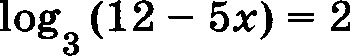 log₃(12 − 5x) = 2